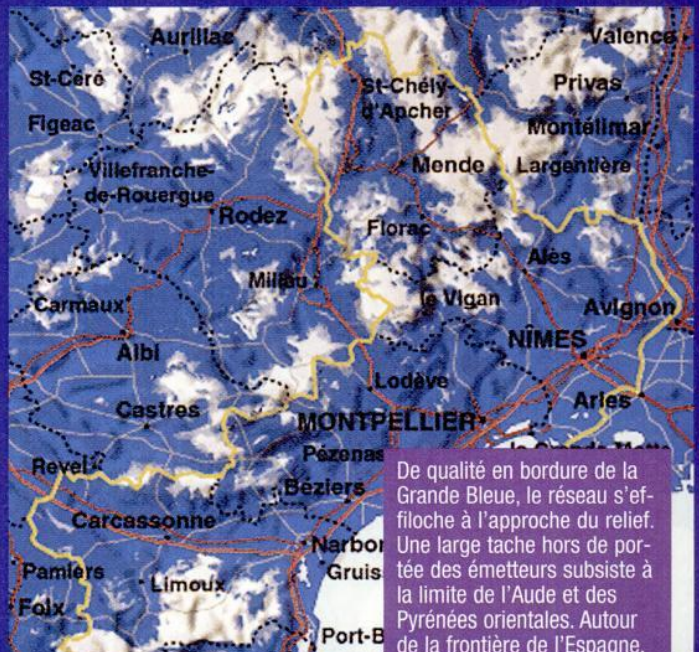 Aurillac
Valence
St-Céré
St-Chély-
d'Apcher
Privas
Figeac
Montélimar
Villefranche-
de-Rouergue
Mende
Largentière
Rodez
Florac
Alès
Millau
le Vigan
Carmaux
Avignon
NÎMES
Albi
Lodève
Arles
Castres
MONTPELLIER
Pézenas
Revel
Béziers
Carcassonne
Narbon
Pamiers
Limoux
Gruis
Foix
Port-B
De qualité en bordure de la
Grande Bleue, le réseau s'ef-
filoche à l'approche du relief.
Une large tache hors de por-
tée des émetteurs subsiste à
la limite de l'Aude et des
Pyrénées orientales. Autour
de la frontière de l'Espagne,